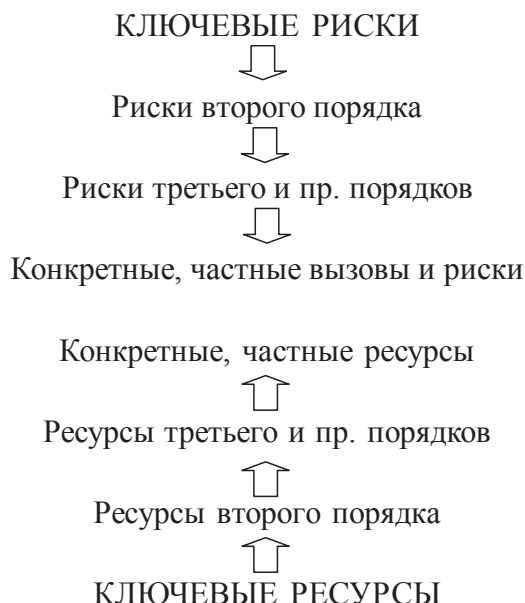 КЛЮЧЕВЫЕ РИСКИ
Риски второго порядка
Риски третьего и пр. порядков
Конкретные, частные вызовы и риски
Конкретные, частные ресурсы
Ресурсы третьего и пр. порядков
Ресурсы второго порядка
КЛЮЧЕВЫЕ РЕСУРСЫ